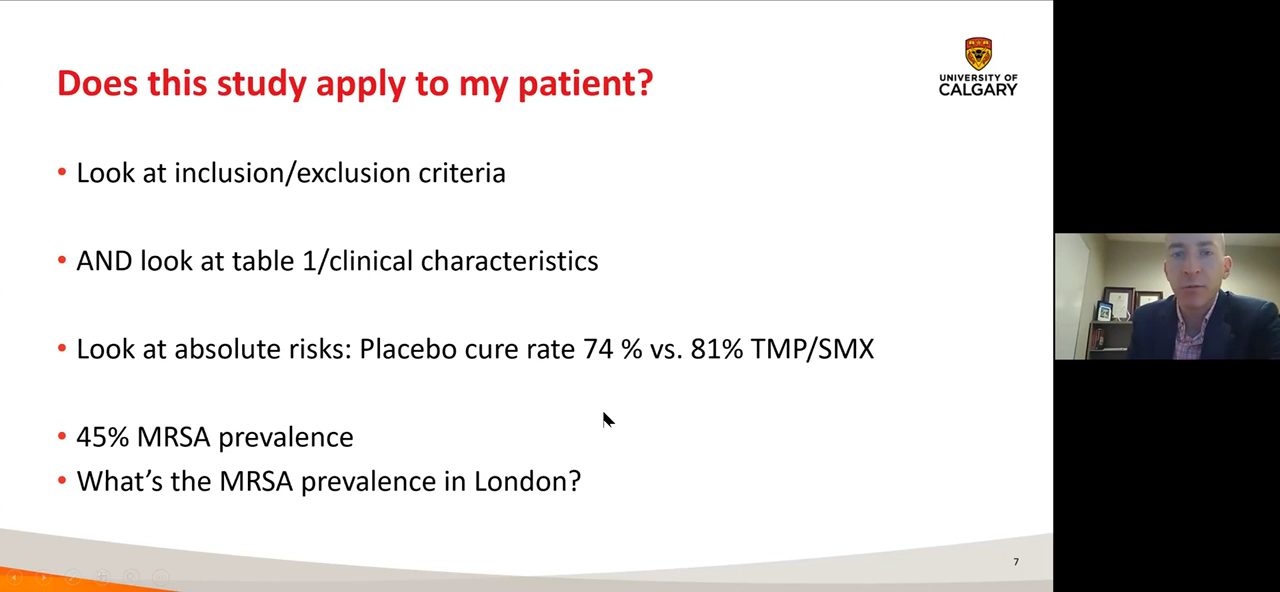 UNIVERSITY OF
CALGARY
Does this study apply to my patient?
• Look at inclusion/exclusion criteria
• AND look at table 1/clinical characteristics
• Look at absolute risks: Placebo cure rate 74 % vs. 81% TMP/SMX
• 45% MRSA prevalence
• What’s the MRSA prevalence in London?
7